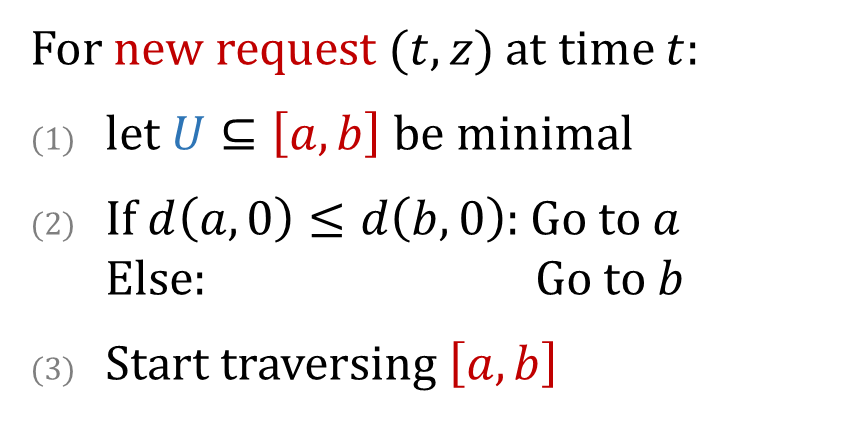 For new request (t, z) at time t:
(1) let U ⊆ [a, b] be minimal
(2) If d(a, 0) ≤ d(b, 0): Go to a
Else: Go to b
(3) Start traversing [a, b]